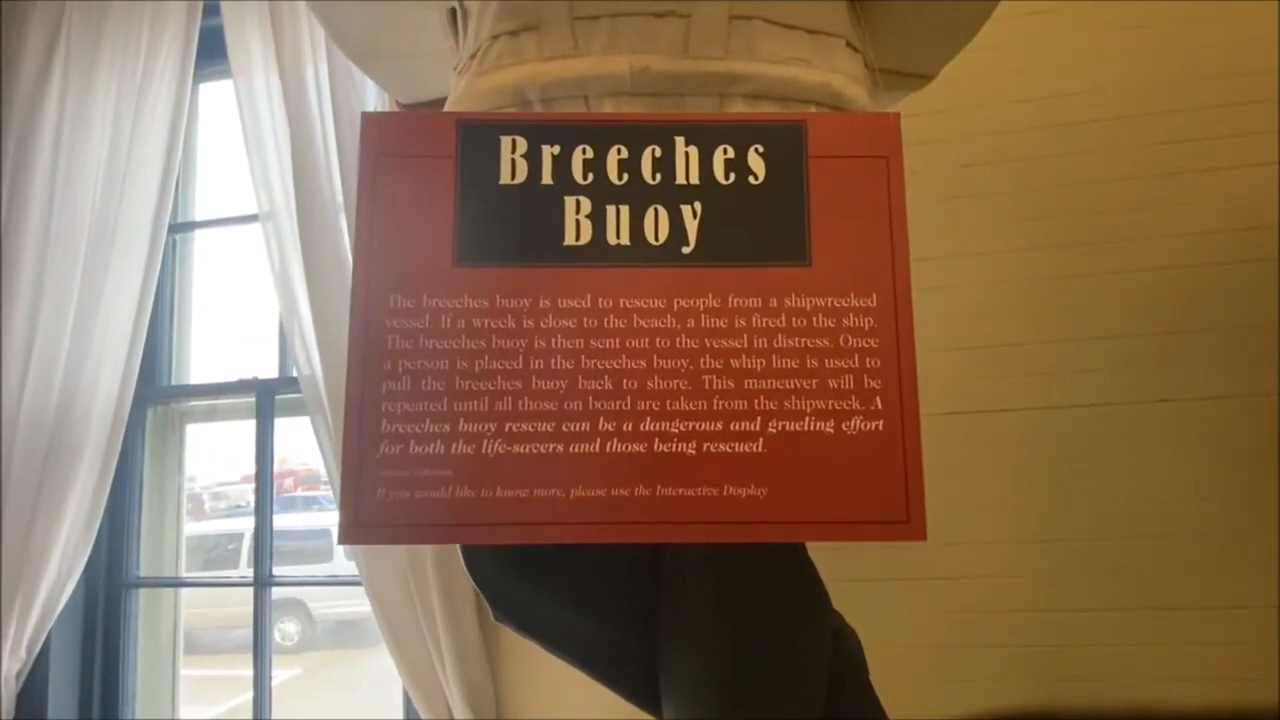 Breeches
Buoy
The breeches buoy is used to rescue people from a shipwrecked
vessel. If a wreck is close to the beach, a line is fired to the ship.
The breeches buoy is then sent out to the vessel in distress. Once
a person is placed in the breeches buoy, the whip line is used to
pull the breeches buoy back to shore. This maneuver will be
repeated until all those on board are taken from the shipwreck. A
breeches buoy rescue can be a dangerous and grueling effort
for both the life-savers and those being rescued.
If you would like to know more, please use the Interactive Display